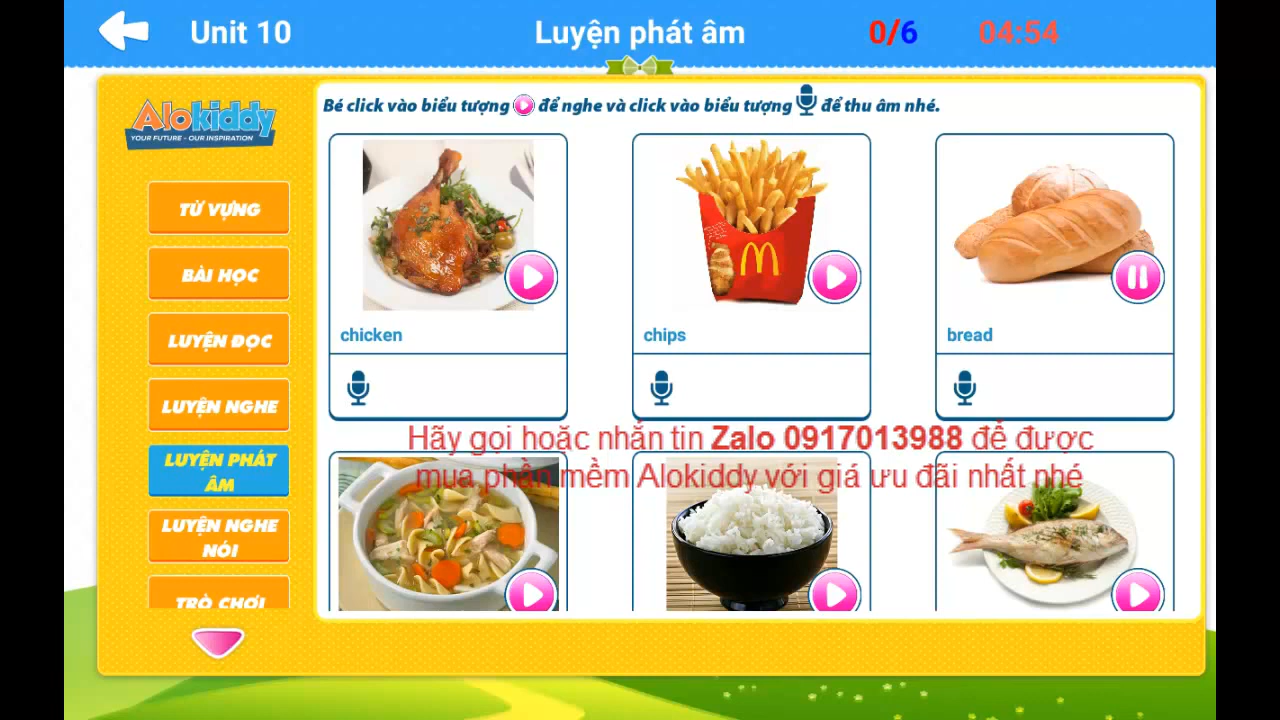 Unit 10
Luyện phát âm
0/6
04:54
Alokiddy
YOUR FUTURE - OUR INSPIRATION
TỪ VỰNG
BÀI HỌC
LUYỆN ĐỌC
LUYỆN NGHE
LUYỆN PHÁT
ÂM
LUYỆN NGHE
NÓI
TRÒ CHƠI
Bé click vào biểu tượng để nghe và click vào biểu tượng để thu âm nhé.
chicken
chips
bread
Hãy gọi hoặc nhắn tin Zalo 0917013988 để được
mua phần mềm Alokiddy với giá ưu đãi nhất nhé